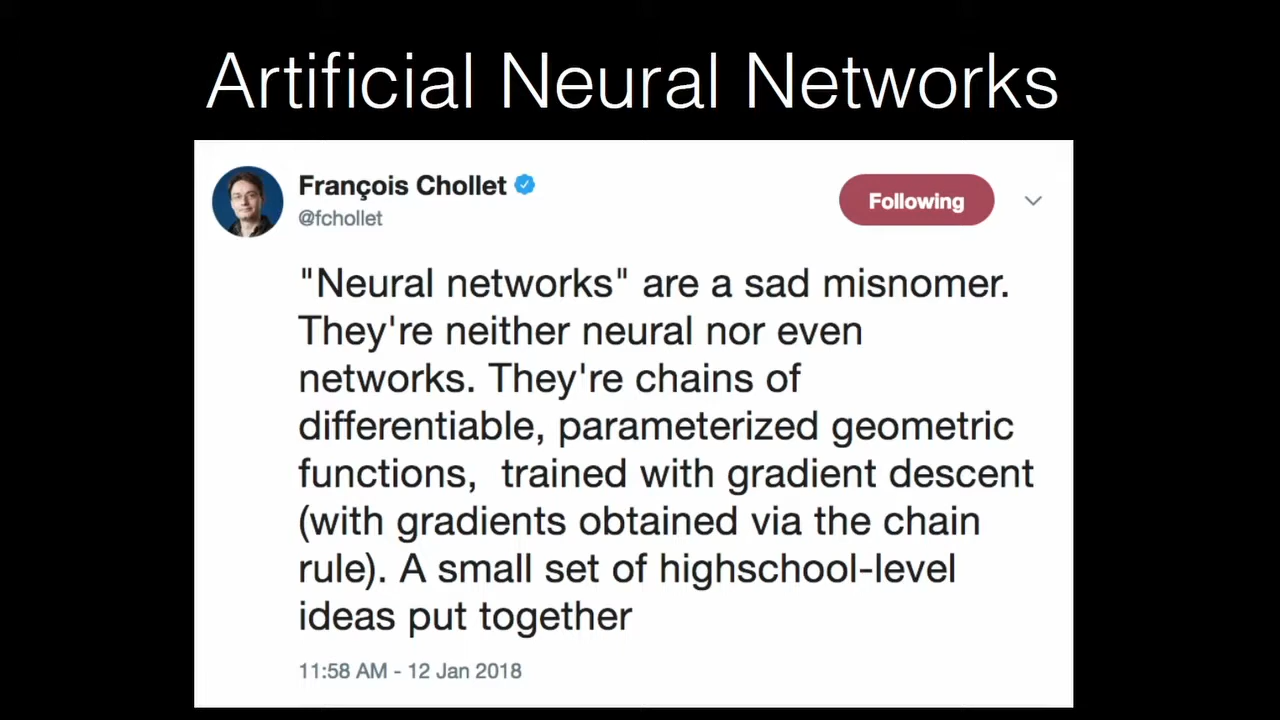 Artificial Neural Networks
François Chollet
@fchollet
Following
"Neural networks" are a sad misnomer.
They're neither neural nor even
networks. They're chains of
differentiable, parameterized geometric
functions,  trained with gradient descent
(with gradients obtained via the chain
rule). A small set of highschool-level
ideas put together
11:58 AM - 12 Jan 2018